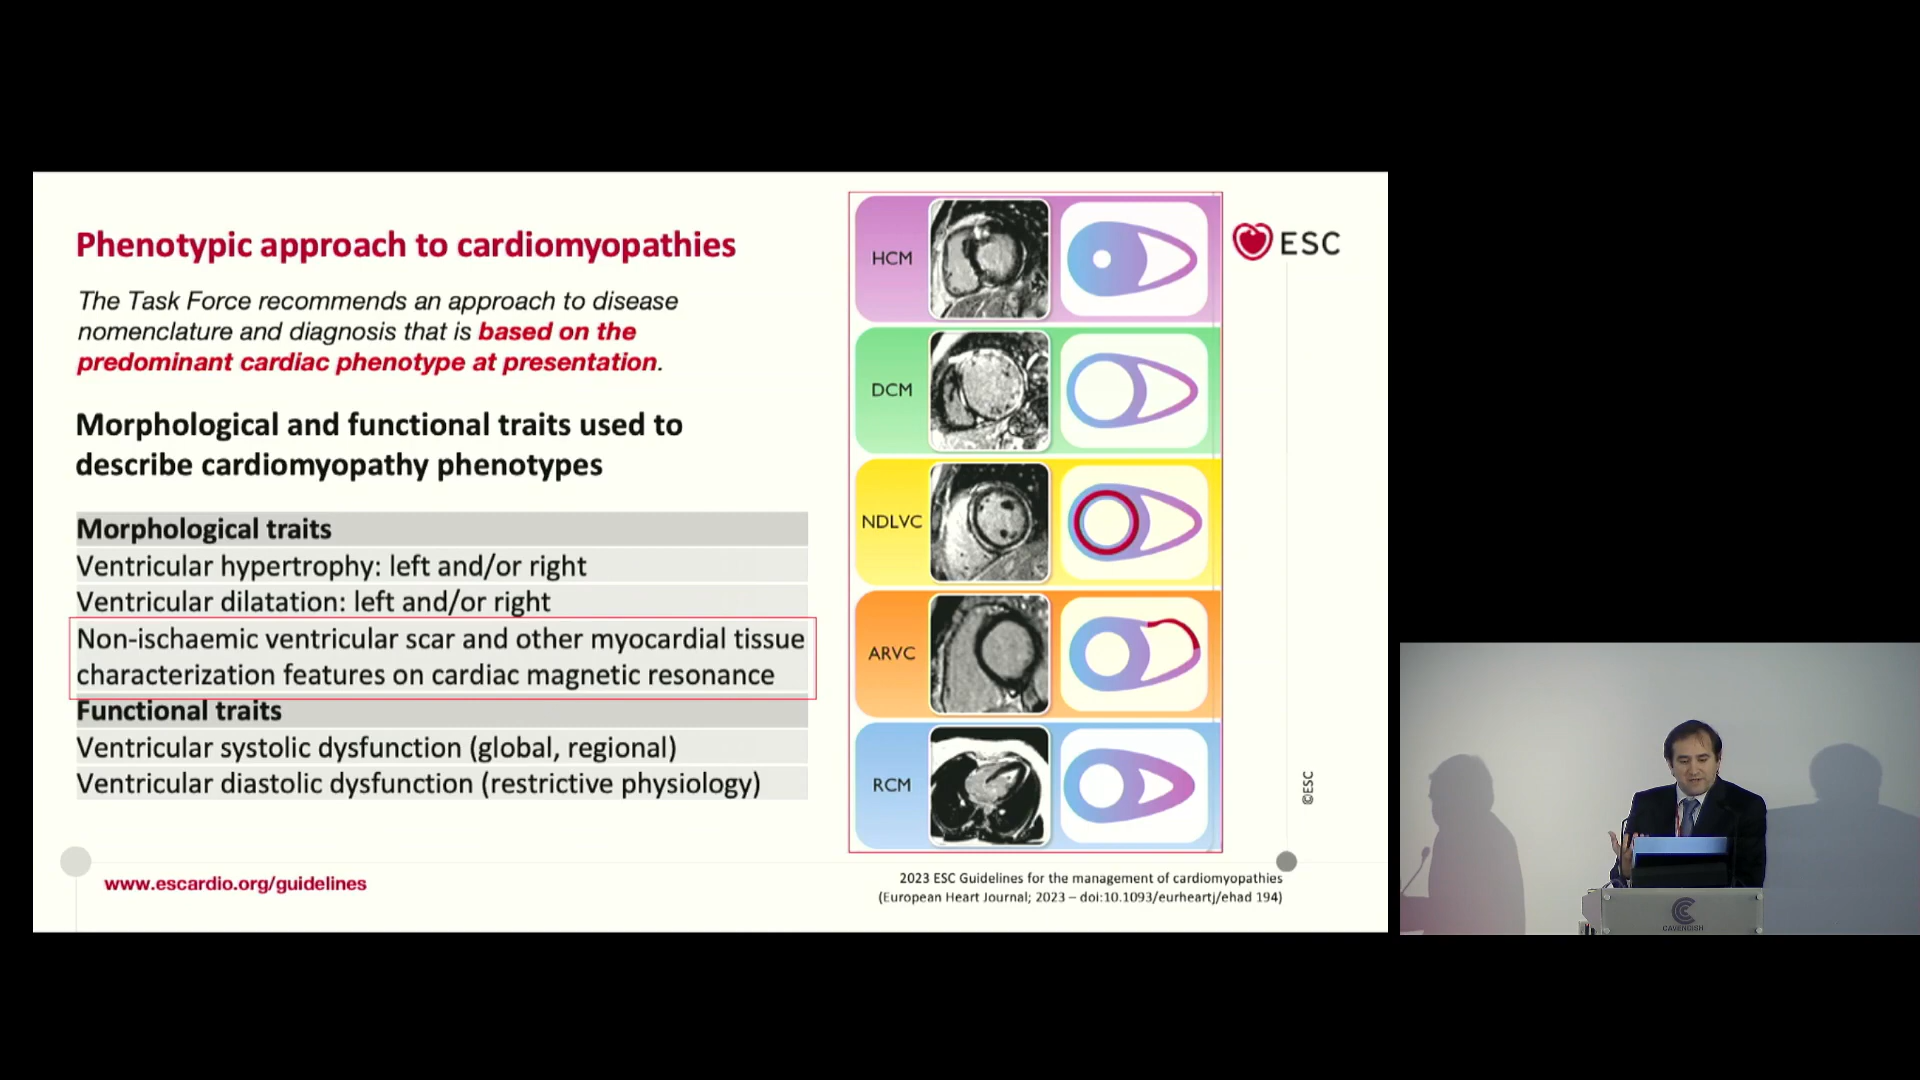 Phenotypic approach to cardiomyopathies
The Task Force recommends an approach to disease
nomenclature and diagnosis that is based on the
predominant cardiac phenotype at presentation.
Morphological and functional traits used to
describe cardiomyopathy phenotypes
Morphological traits
Ventricular hypertrophy: left and/or right
Ventricular dilatation: left and/or right
Non-ischaemic ventricular scar and other myocardial tissue
characterization features on cardiac magnetic resonance
Functional traits
Ventricular systolic dysfunction (global, regional)
Ventricular diastolic dysfunction (restrictive physiology)
www.escardio.org/guidelines
HCM
DCM
NDLVC
ARVC
RCM
ESC
©ESC
2023 ESC Guidelines for the management of cardiomyopathies
(European Heart Journal; 2023 – doi:10.1093/eurheartj/ehad 194)
CAVENDISH